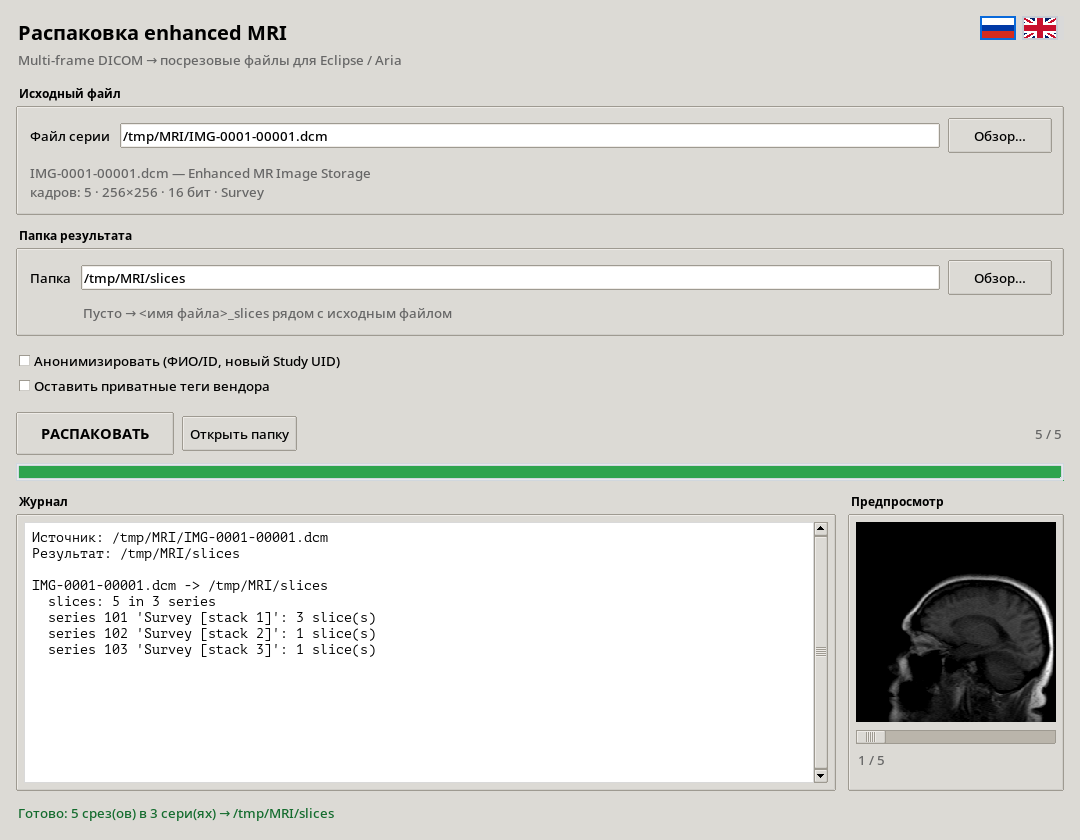 Распаковка enhanced MRI
Multi-frame DICOM → посрезовые файлы для Eclipse / Aria
Исходный файл
Файл серии /tmp/MRI/IMG-0001-00001.dcm Обзор...
IMG-0001-00001.dcm — Enhanced MR Image Storage
кадров: 5 · 256×256 · 16 бит · Survey
Папка результата
Папка /tmp/MRI/slices Обзор...
Пусто → <имя файла>_slices рядом с исходным файлом
Анонимизировать (ФИО/ID, новый Study UID)
Оставить приватные теги вендора
РАСПАКОВАТЬ Открыть папку 5 / 5
Журнал
Источник: /tmp/MRI/IMG-0001-00001.dcm
Результат: /tmp/MRI/slices
IMG-0001-00001.dcm -> /tmp/MRI/slices
slices: 5 in 3 series
series 101 'Survey [stack 1]': 3 slice(s)
series 102 'Survey [stack 2]': 1 slice(s)
series 103 'Survey [stack 3]': 1 slice(s)
Предпросмотр
1 / 5
Готово: 5 срез(ов) в 3 сери(ях) → /tmp/MRI/slices